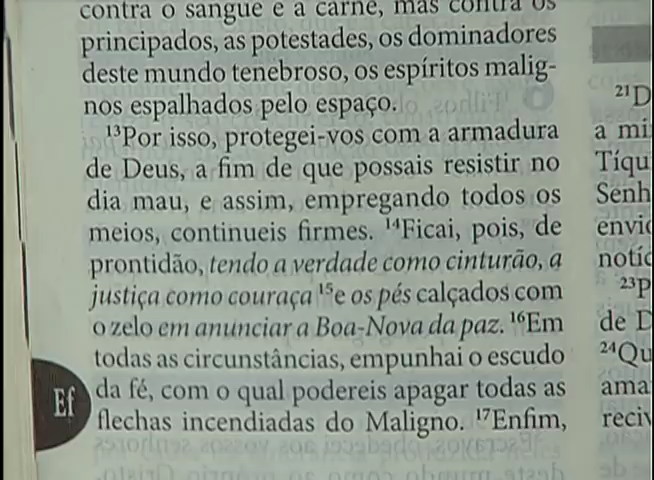 contra o sangue e a carne, mas contra os
principados, as potestades, os dominadores
deste mundo tenebroso, os espíritos malig-
nos espalhados pelo espaço.
¹³Por isso, protegei-vos com a armadura
de Deus, a fim de que possais resistir no
dia mau, e assim, empregando todos os
meios, continueis firmes. ¹⁴Ficai, pois, de
prontidão, tendo a verdade como cinturão, a
justiça como couraça ¹⁵e os pés calçados com
o zelo em anunciar a Boa-Nova da paz. ¹⁶Em
todas as circunstâncias, empunhai o escudo
da fé, com o qual podereis apagar todas as
flechas incendiadas do Maligno. ¹⁷Enfim,
Ef
²¹D
a mi
Tíqu
Senh
envi
notíc
²³P
de D
²⁴Qu
ama
reciv